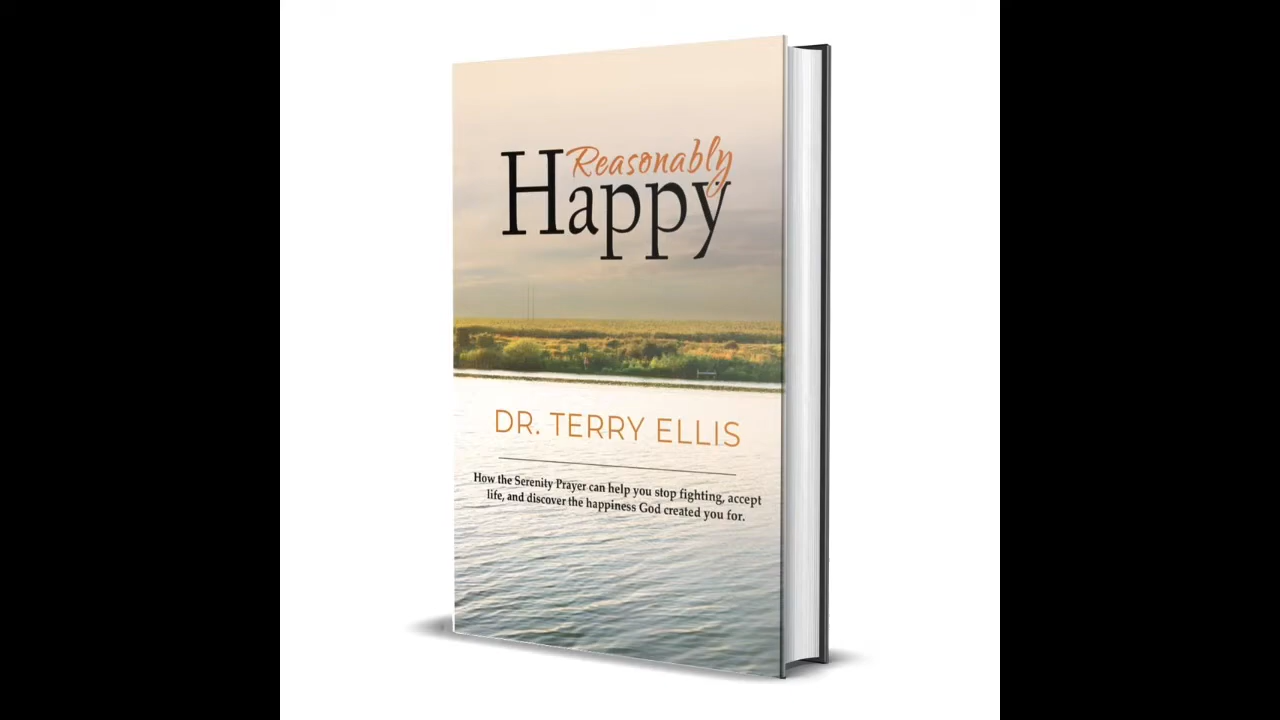 Reasonably
Happy
DR. TERRY ELLIS
How the Serenity Prayer can help you stop fighting, accept
life, and discover the happiness God created you for.